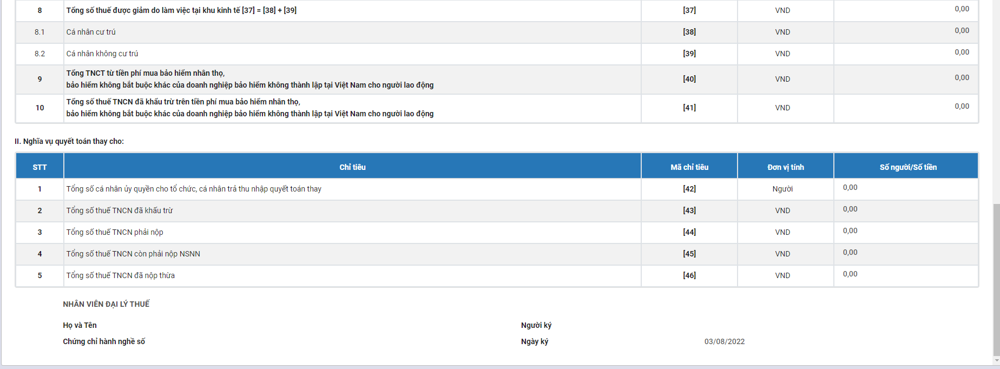 8 Tổng số thuế được giảm do làm việc tại khu kinh tế [37] = [38] + [39] [37] VND 0,00
8.1 Cá nhân cư trú [38] VND 0,00
8.2 Cá nhân không cư trú [39] VND 0,00
9 Tổng TNCT từ tiền phí mua bảo hiểm nhân thọ,
bảo hiểm không bắt buộc khác của doanh nghiệp bảo hiểm không thành lập tại Việt Nam cho người lao động [40] VND 0,00
10 Tổng số thuế TNCN đã khấu trừ trên tiền phí mua bảo hiểm nhân thọ,
bảo hiểm không bắt buộc khác của doanh nghiệp bảo hiểm không thành lập tại Việt Nam cho người lao động [41] VND 0,00
II. Nghĩa vụ quyết toán thay cho:
STT Chỉ tiêu Mã chỉ tiêu Đơn vị tính Số người/Số tiền
1 Tổng số cá nhân ủy quyền cho tổ chức, cá nhân trả thu nhập quyết toán thay [42] Người 0,00
2 Tổng số thuế TNCN đã khấu trừ [43] VND 0,00
3 Tổng số thuế TNCN phải nộp [44] VND 0,00
4 Tổng số thuế TNCN còn phải nộp NSNN [45] VND 0,00
5 Tổng số thuế TNCN đã nộp thừa [46] VND 0,00
NHÂN VIÊN ĐẠI LÝ THUẾ
Họ và Tên Người ký
Chứng chỉ hành nghề số Ngày ký 03/08/2022